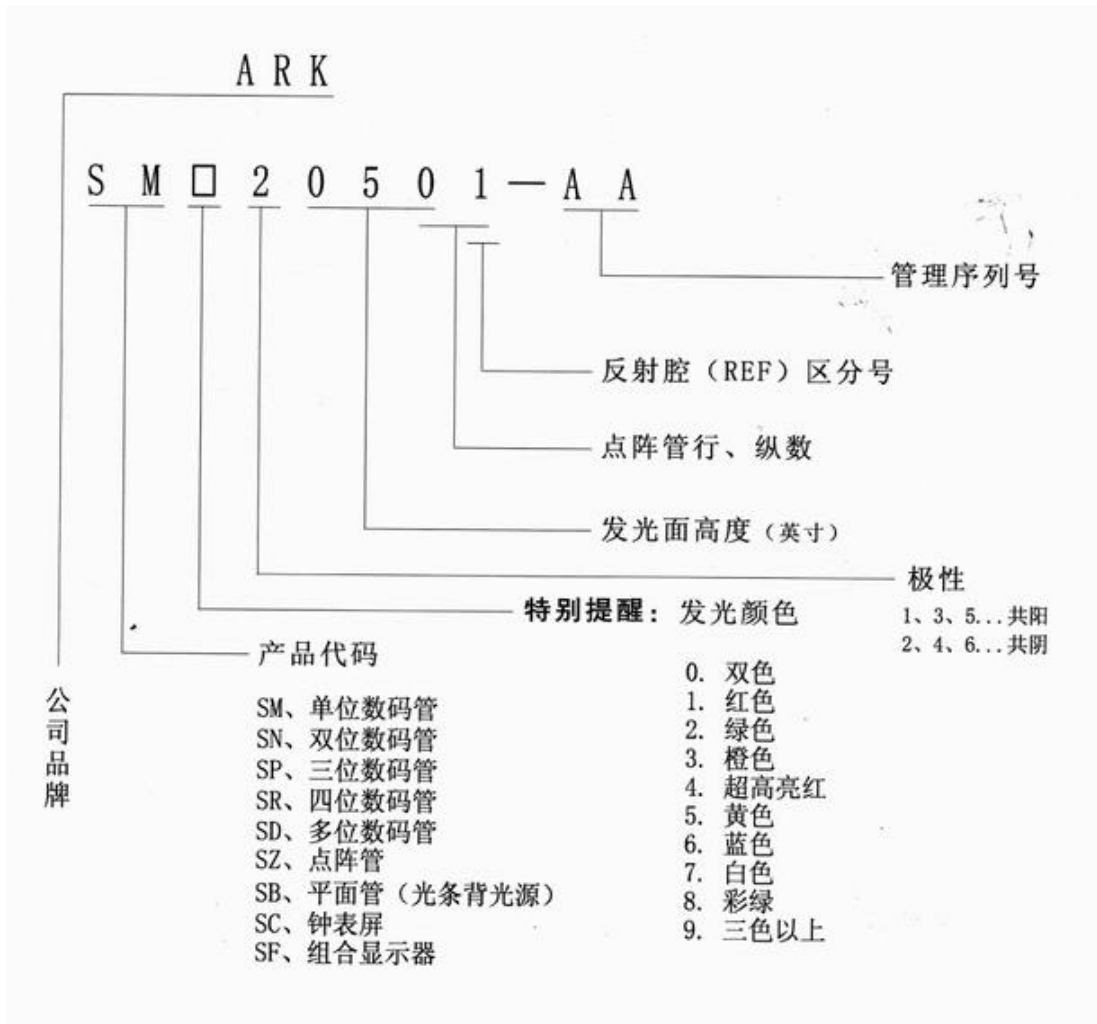 ARK
SM□20501—AA
管理序列号
反射腔（REF）区分号
点阵管行、纵数
发光面高度（英寸）
极性
1、3、5...共阳
2、4、6...共阴
特别提醒：发光颜色
0. 双色
1. 红色
2. 绿色
3. 橙色
4. 超高亮红
5. 黄色
6. 蓝色
7. 白色
8. 彩绿
9. 三色以上
产品代码
SM、单位数码管
SN、双位数码管
SP、三位数码管
SR、四位数码管
SD、多位数码管
SZ、点阵管
SB、平面管（光条背光源）
SC、钟表屏
SF、组合显示器
公司品牌